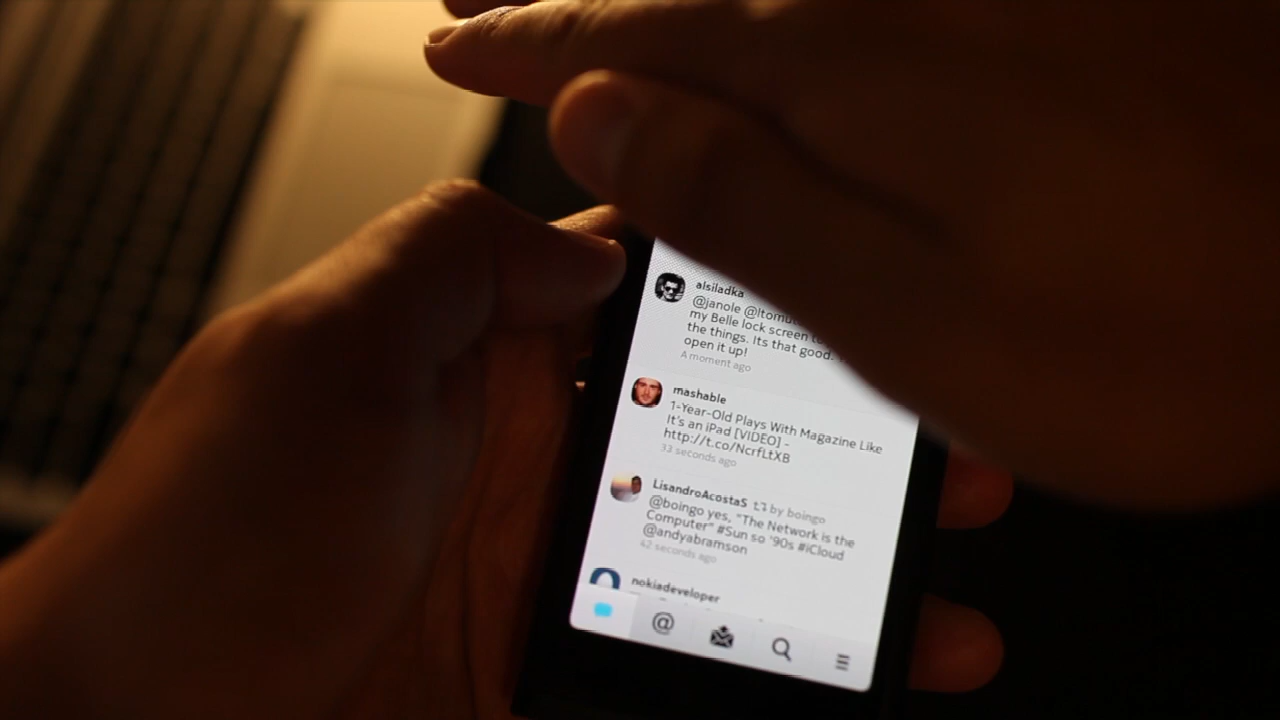 alsiladka
@janole @ltomu
my Belle lock screen to
the things. Its that good.
open it up!
A moment ago
mashable
1-Year-Old Plays With Magazine Like
It's an iPad [VIDEO] -
http://t.co/NcrfLtXB
33 seconds ago
LisandroAcostaS by boingo
@boingo yes, "The Network is the
Computer" #Sun so '90s #iCloud
@andyabramson
42 seconds ago
nokiadeveloper
@